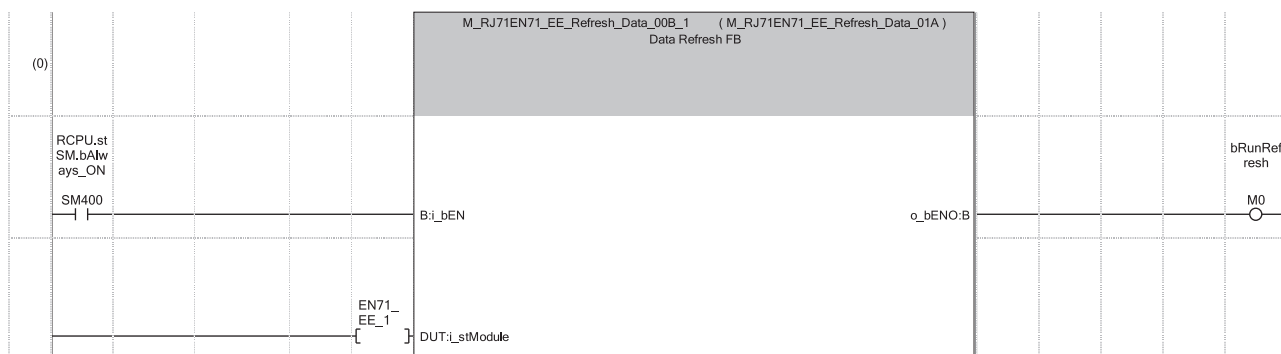 M_RJ71EN71_EE_Refresh_Data_00B_1 ( M_RJ71EN71_EE_Refresh_Data_01A )
Data Refresh FB
(0)
RCPU.st
SM.bAlw
ays_ON
bRunRef
resh
SM400
M0
B:i_bEN
o_bENO:B
EN71_
EE_1
DUT:i_stModule